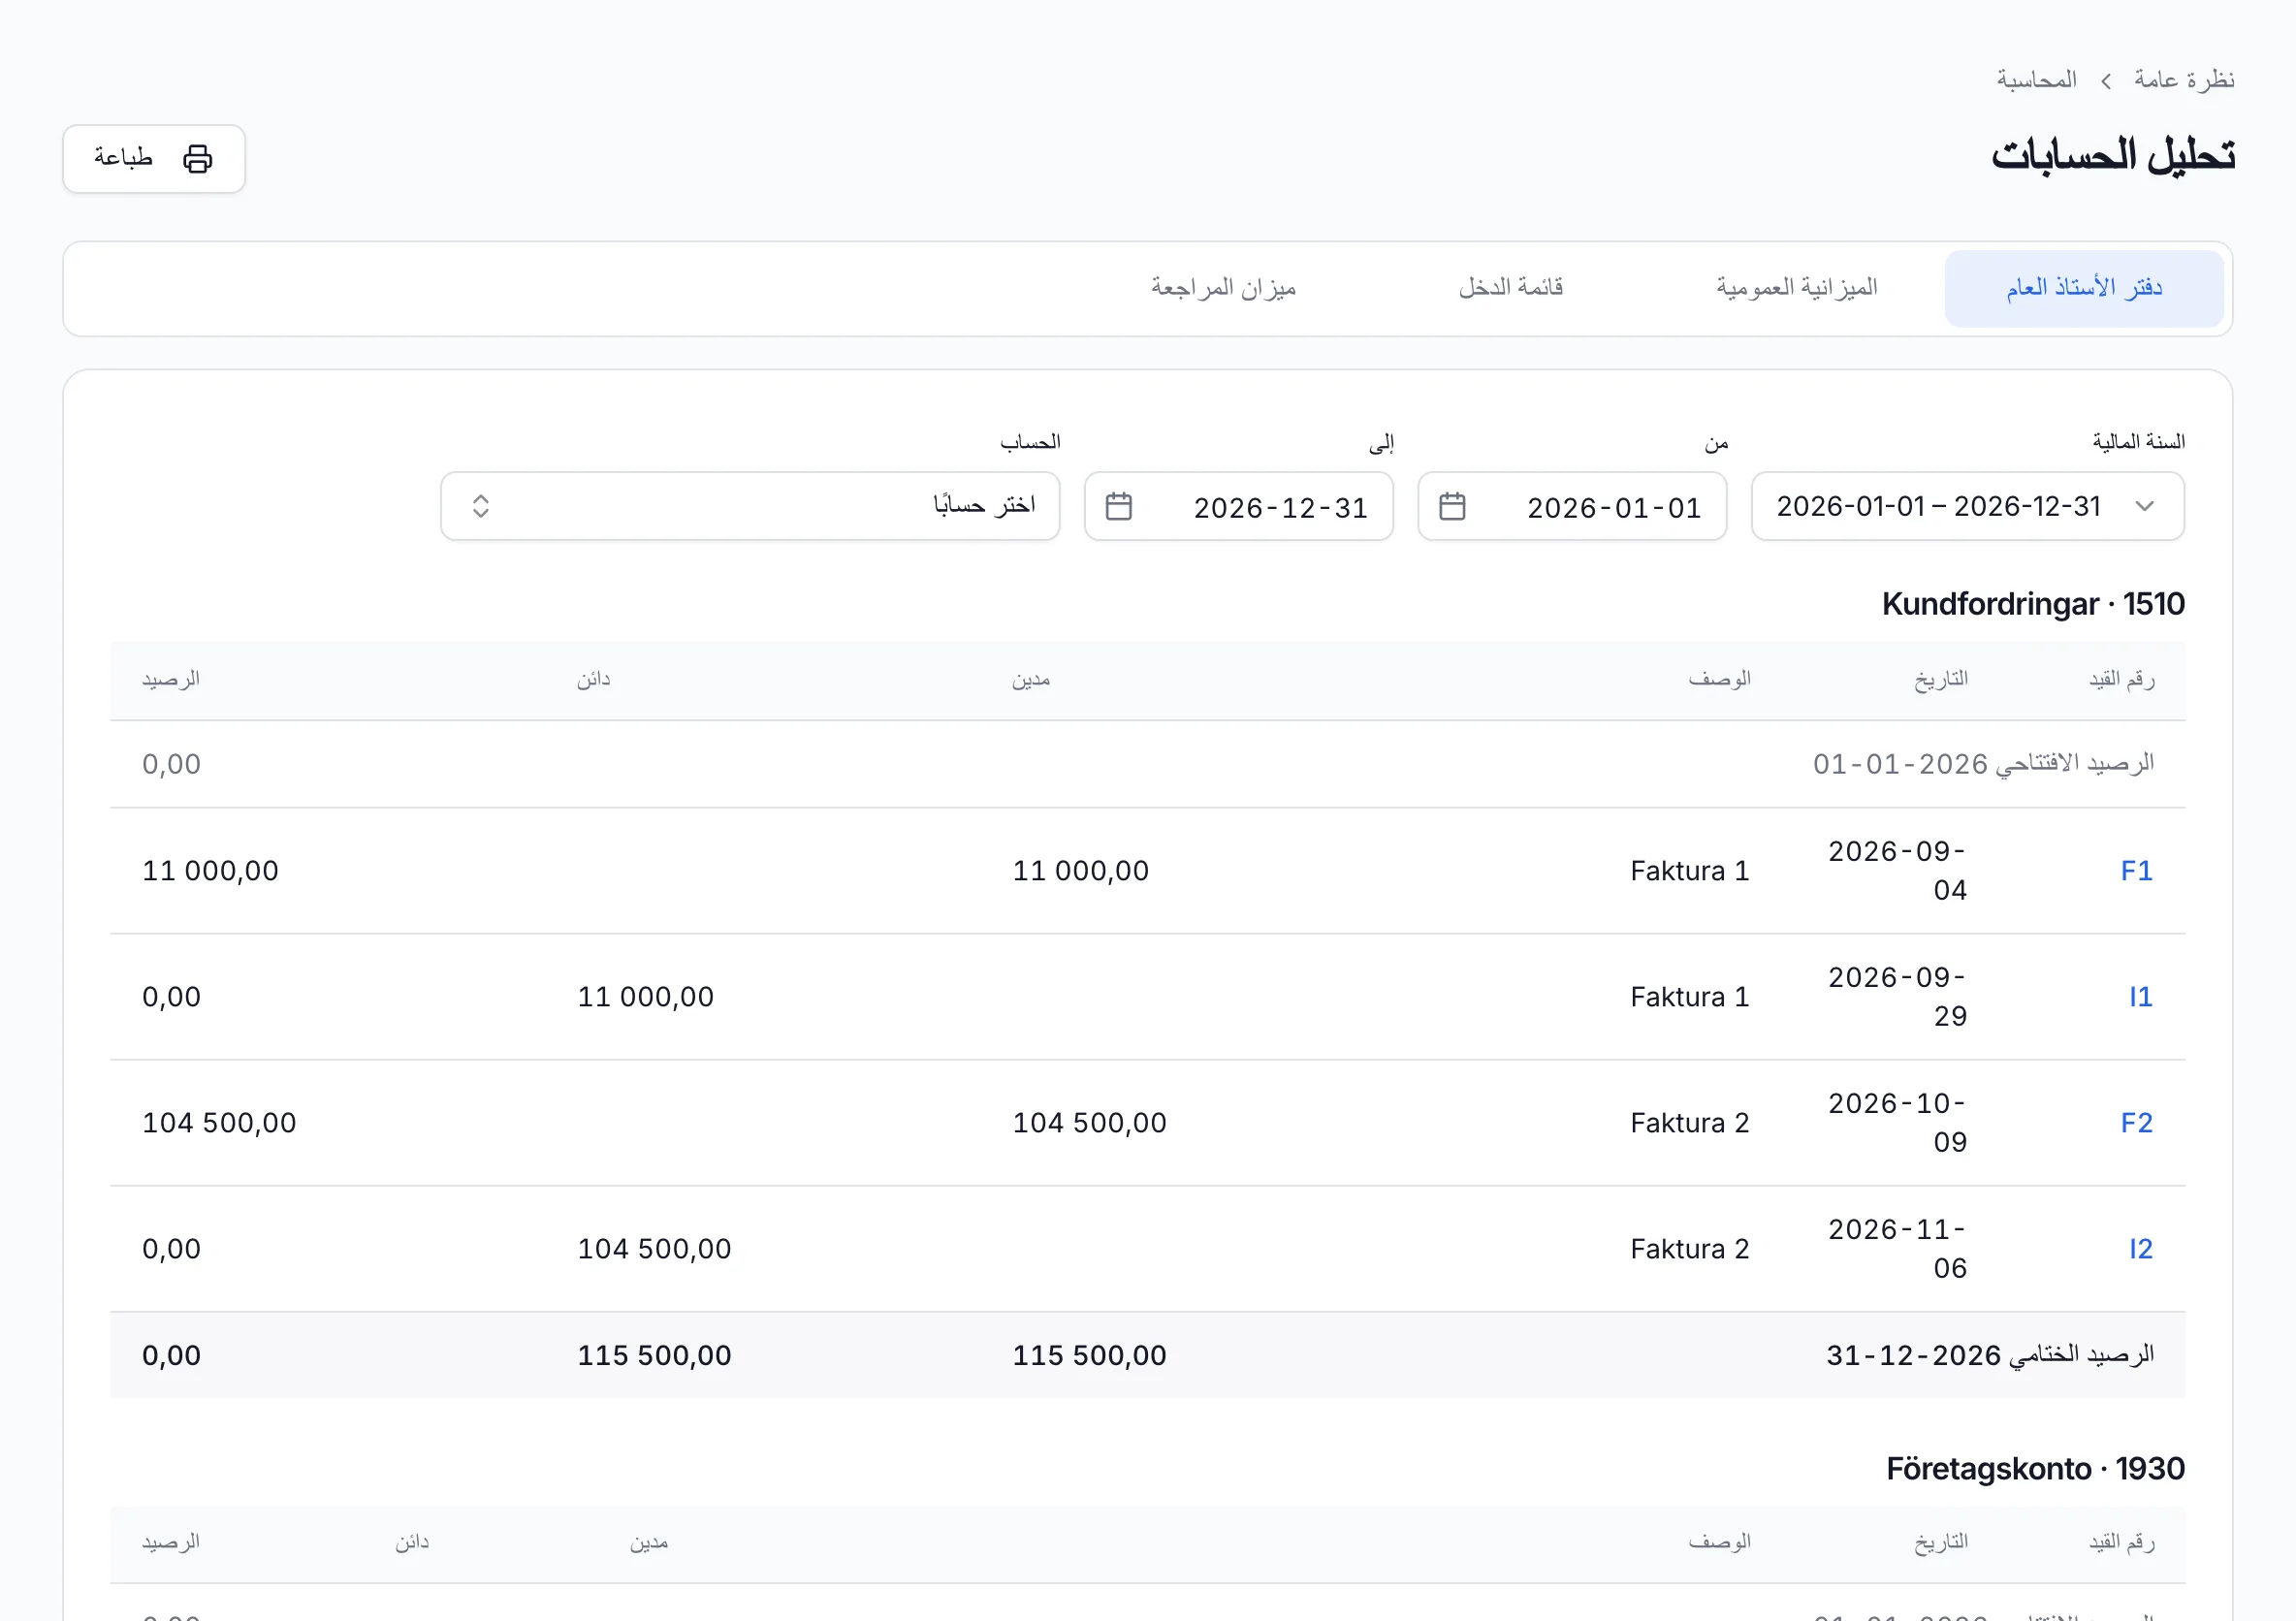 نظرة عامة > المحاسبة
تحليل الحسابات
طباعة
دفتر الأستاذ العام
الميزانية العمومية
قائمة الدخل
ميزان المراجعة
السنة المالية
من
إلى
الحساب
2026-01-01 – 2026-12-31
2026-01-01
2026-12-31
اختر حسابًا
1510 · Kundfordringar
رقم القيد التاريخ الوصف مدين دائن الرصيد
الرصيد الافتتاحي 2026-01-01 0,00
F1 2026-09-04 Faktura 1 11 000,00 11 000,00
I1 2026-09-29 Faktura 1 11 000,00 0,00
F2 2026-10-09 Faktura 2 104 500,00 104 500,00
I2 2026-11-06 Faktura 2 104 500,00 0,00
الرصيد الختامي 2026-12-31 115 500,00 115 500,00 0,00
1930 · Företagskonto
رقم القيد التاريخ الوصف مدين دائن الرصيد